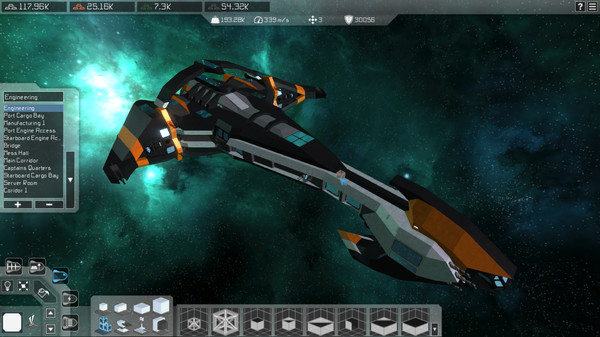 117.96K 25.16K 7.3K 54.32K
193.28K 339 m/s 3 30056
? 
Engineering
Engineering
Port Cargo Bay
Manufacturing 1
Port Engine Access
Starboard Engine Ac..
Bridge
Mess Hall
Main Corridor
Captains Quarters
Starboard Cargo Bay
Server Room
Coridor 1
+ −